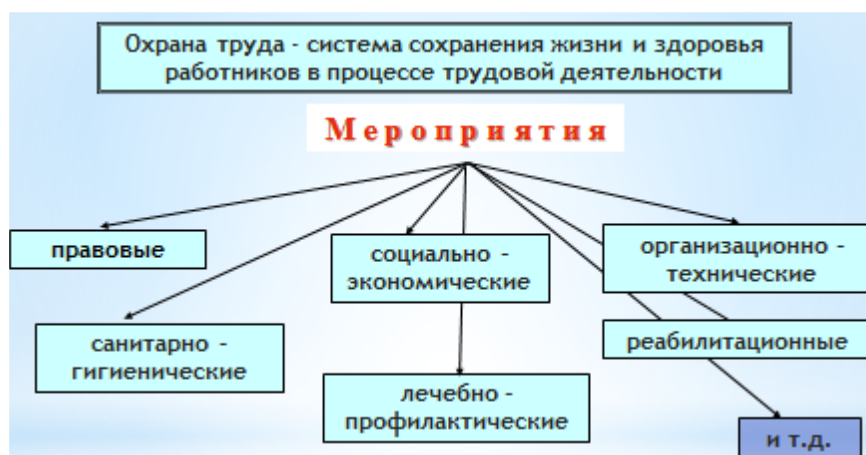 Охрана труда - система сохранения жизни и здоровья
работников в процессе трудовой деятельности
Мероприятия
правовые
социально -
экономические
организационно -
технические
санитарно -
гигиенические
реабилитационные
лечебно -
профилактические
и т.д.